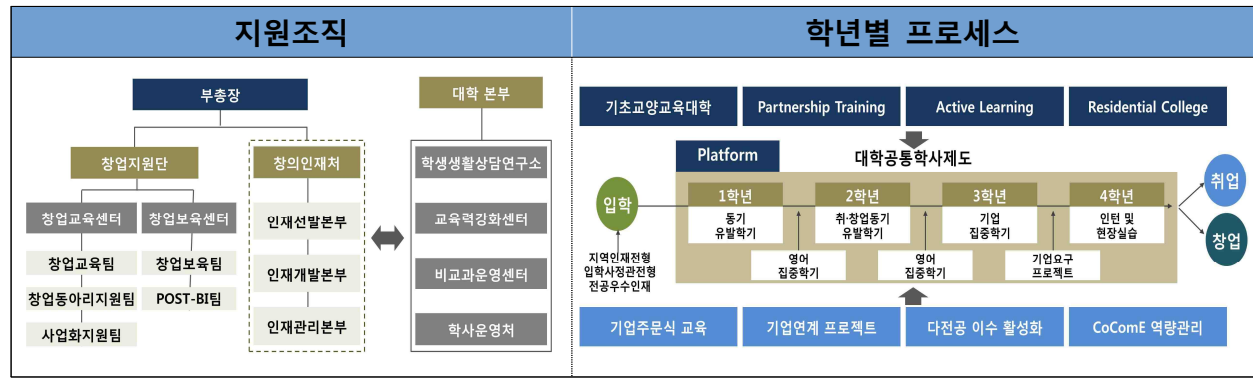 지원조직
부총장
대학 본부
창업지원단
창의인재처
창업교육센터
창업보육센터
창업교육팀
창업동아리지원팀
사업화지원팀
창업보육팀
POST-BI팀
인재선발본부
인재개발본부
인재관리본부
학생생활상담연구소
교육력강화센터
비교과운영센터
학사운영처
학년별 프로세스
기초교양교육대학
Partnership Training
Active Learning
Residential College
Platform
대학공통학사제도
입학
지역인재전형
입학사정관전형
전공우수인재
1학년
동기
유발학기
영어
집중학기
2학년
취·창업동기
유발학기
영어
집중학기
3학년
기업
집중학기
기업요구
프로젝트
4학년
인턴 및
현장실습
취업
창업
기업주문식 교육
기업연계 프로젝트
다전공 이수 활성화
CoComE 역량관리